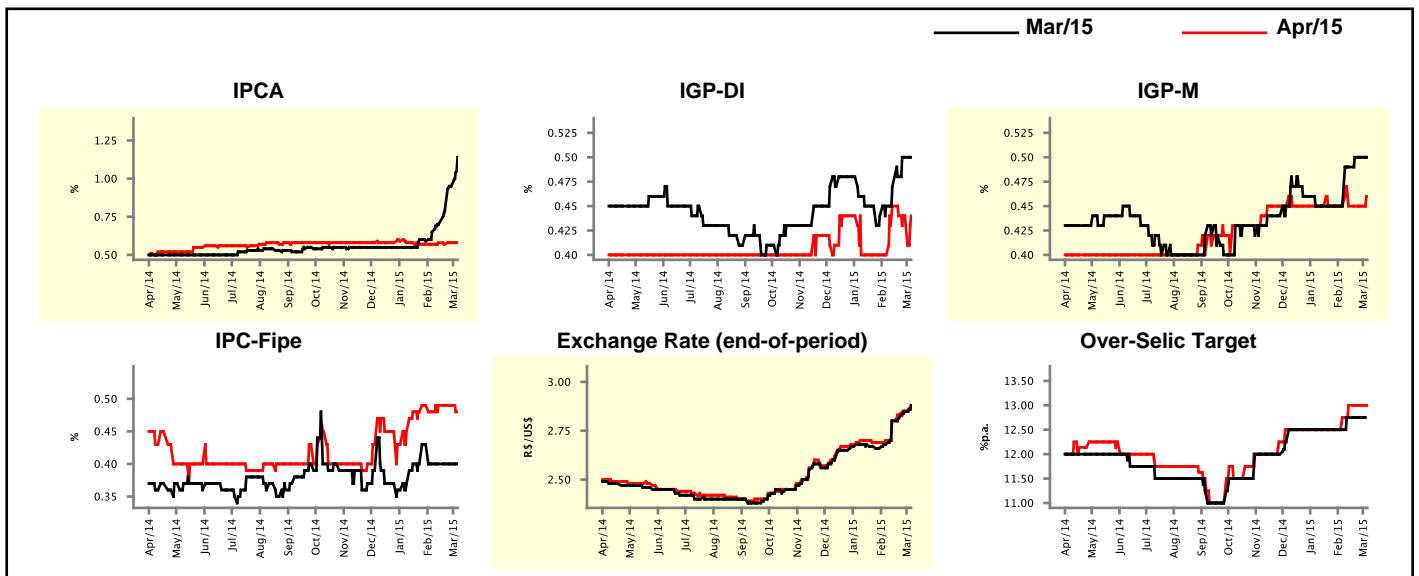 Mar/15 Apr/15
IPCA
%
1.25
1.00
0.75
0.50
Apr/14 May/14 Jun/14 Jul/14 Aug/14 Sep/14 Oct/14 Nov/14 Dec/14 Jan/15 Feb/15 Mar/15
IGP-DI
%
0.525
0.50
0.475
0.45
0.425
0.40
Apr/14 May/14 Jun/14 Jul/14 Aug/14 Sep/14 Oct/14 Nov/14 Dec/14 Jan/15 Feb/15 Mar/15
IGP-M
%
0.525
0.50
0.475
0.45
0.425
0.40
Apr/14 May/14 Jun/14 Jul/14 Aug/14 Sep/14 Oct/14 Nov/14 Dec/14 Jan/15 Feb/15 Mar/15
IPC-Fipe
%
0.50
0.45
0.40
0.35
Apr/14 May/14 Jun/14 Jul/14 Aug/14 Sep/14 Oct/14 Nov/14 Dec/14 Jan/15 Feb/15 Mar/15
Exchange Rate (end-of-period)
R$/US$
3.00
2.75
2.50
Apr/14 May/14 Jun/14 Jul/14 Aug/14 Sep/14 Oct/14 Nov/14 Dec/14 Jan/15 Feb/15 Mar/15
Over-Selic Target
%p.a.
13.50
13.00
12.50
12.00
11.50
11.00
Apr/14 May/14 Jun/14 Jul/14 Aug/14 Sep/14 Oct/14 Nov/14 Dec/14 Jan/15 Feb/15 Mar/15